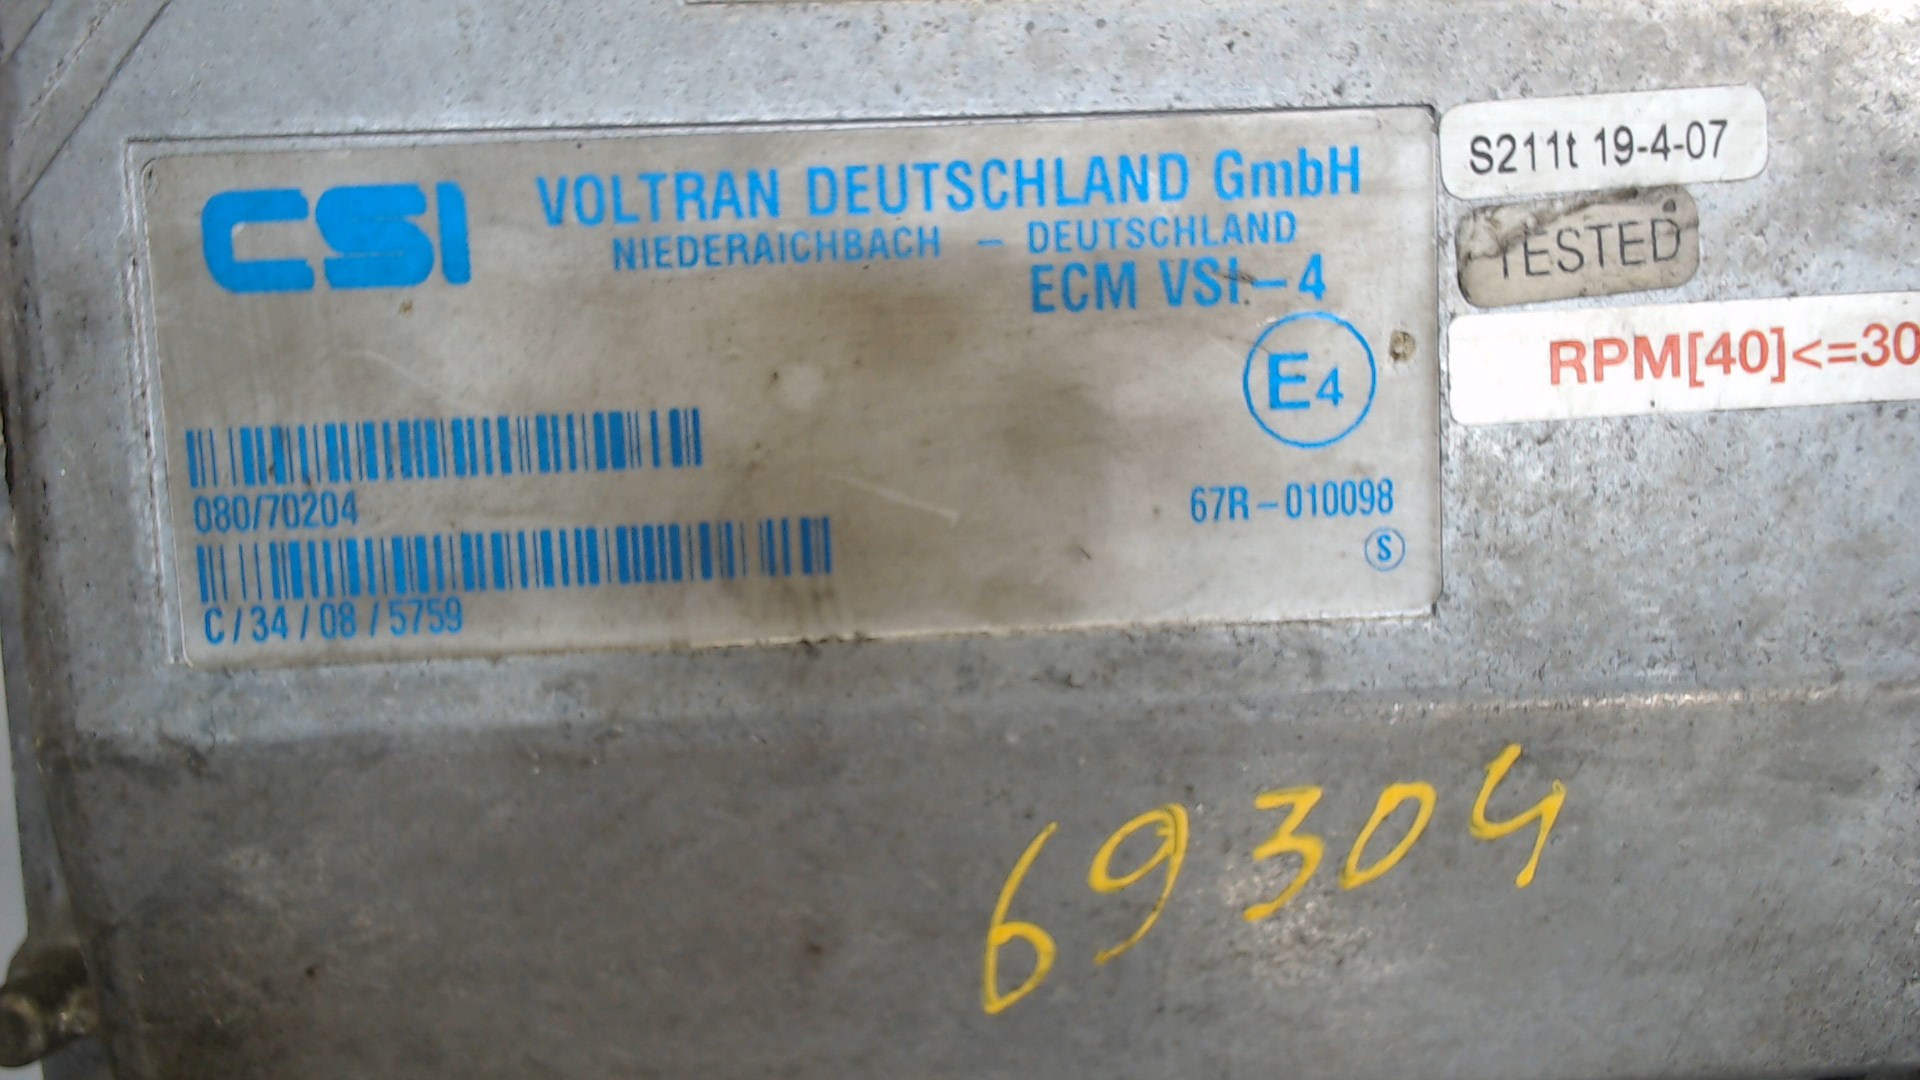 CSI
VOLTRAN DEUTSCHLAND GmbH
NIEDERAICHBACH - DEUTSCHLAND
ECM VSI-4
E4
080/70204
67R-010098
S
C/34/08/5759
S211t 19-4-07
TESTED
RPM[40]<=30
69304